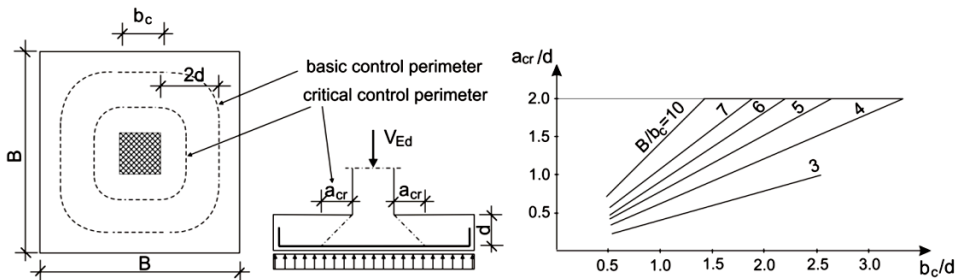 b_c
2d
basic control perimeter
critical control perimeter
B
B
V_Ed
a_cr
a_cr
d
a_cr/d
2.0
1.5
1.0
0.5
B/b_c=10
7
6
5
4
3
0.5
1.0
1.5
2.0
2.5
3.0
b_c/d